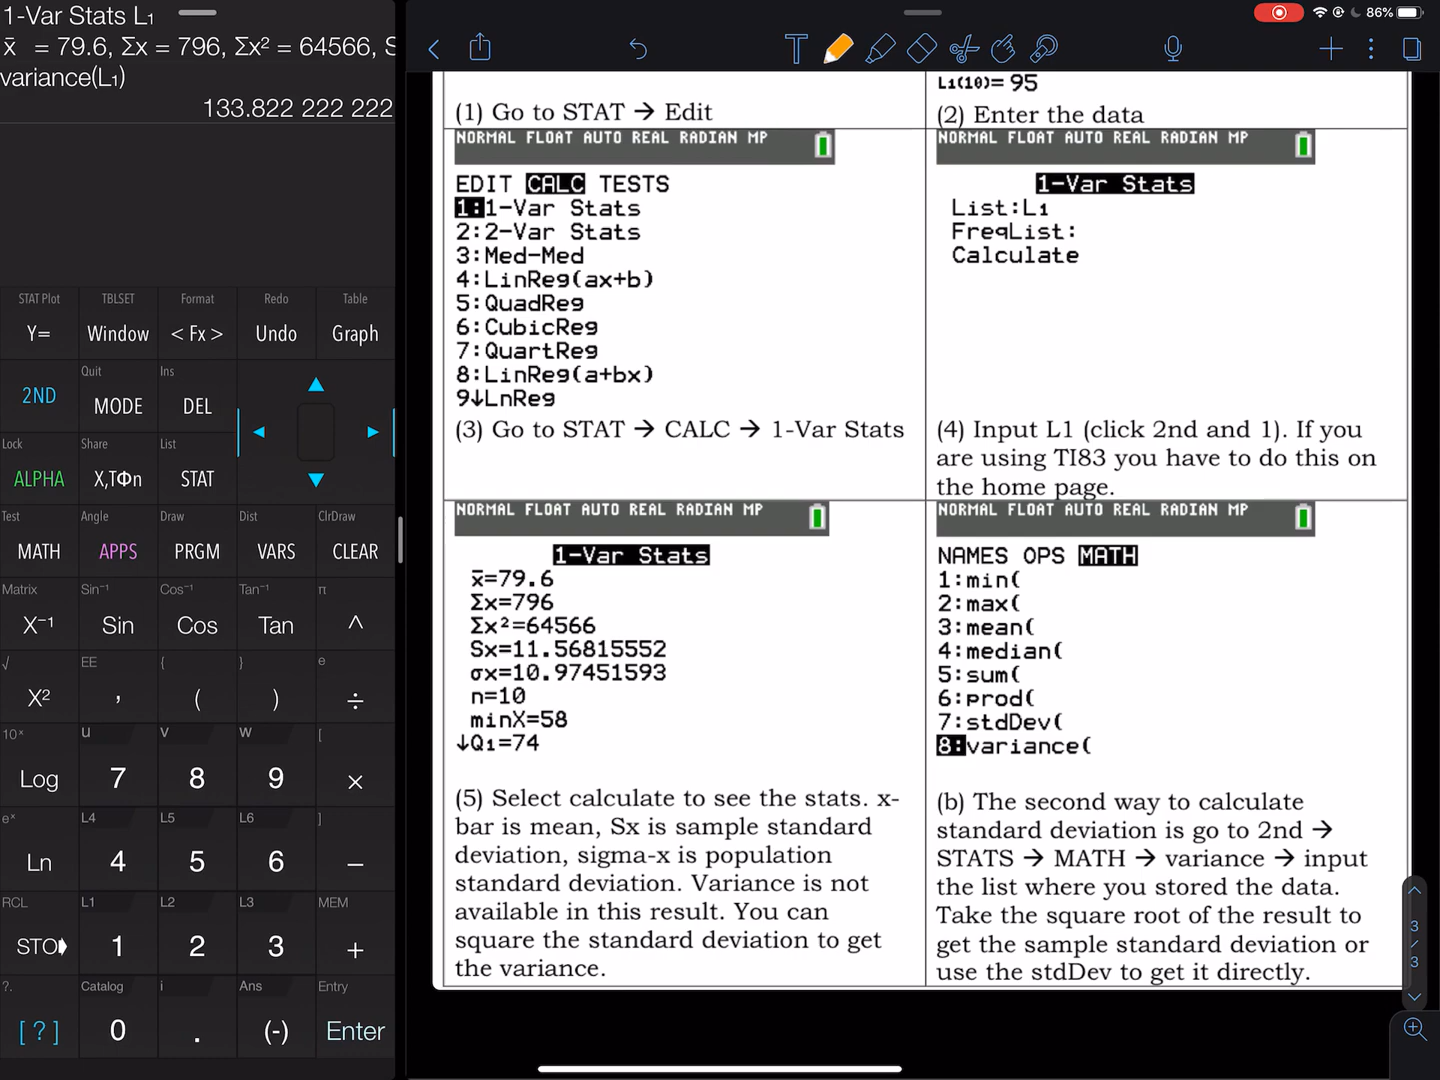 1-Var Stats L₁
x̄ = 79.6, Σx = 796, Σx² = 64566, S
variance(L₁)
133.822 222 222
STAT Plot TBLSET Format Redo Table
Y= Window < Fx > Undo Graph
Quit Ins
2ND MODE DEL
Lock Share List
ALPHA X,TΦn STAT
Test Angle Draw Dist ClrDraw
MATH APPS PRGM VARS CLEAR
Matrix Sin⁻¹ Cos⁻¹ Tan⁻¹ π
X⁻¹ Sin Cos Tan ^
√ EE { } e
X² , ( ) ÷
10ˣ u V W [
Log 7 8 9 ×
eˣ L4 L5 L6 ]
Ln 4 5 6 −
RCL L1 L2 L3 MEM
STO 1 2 3 +
?. Catalog i Ans Entry
[ ? ] 0 . (-) Enter
86%
T
(1) Go to STAT → Edit
L₁(10)= 95
(2) Enter the data
NORMAL FLOAT AUTO REAL RADIAN MP
EDIT CALC TESTS
1:1-Var Stats
2:2-Var Stats
3:Med-Med
4:LinReg(ax+b)
5:QuadReg
6:CubicReg
7:QuartReg
8:LinReg(a+bx)
9↓LnReg
(3) Go to STAT → CALC → 1-Var Stats
NORMAL FLOAT AUTO REAL RADIAN MP
1-Var Stats
List:L₁
FreqList:
Calculate
(4) Input L1 (click 2nd and 1). If you
are using TI83 you have to do this on
the home page.
NORMAL FLOAT AUTO REAL RADIAN MP
1-Var Stats
x̄=79.6
Σx=796
Σx²=64566
Sx=11.56815552
σx=10.97451593
n=10
minX=58
↓Q₁=74
(5) Select calculate to see the stats. x-
bar is mean, Sx is sample standard
deviation, sigma-x is population
standard deviation. Variance is not
available in this result. You can
square the standard deviation to get
the variance.
NORMAL FLOAT AUTO REAL RADIAN MP
NAMES OPS MATH
1:min(
2:max(
3:mean(
4:median(
5:sum(
6:prod(
7:stdDev(
8:variance(
(b) The second way to calculate
standard deviation is go to 2nd →
STATS → MATH → variance → input
the list where you stored the data.
Take the square root of the result to
get the sample standard deviation or
use the stdDev to get it directly.
3
/
3